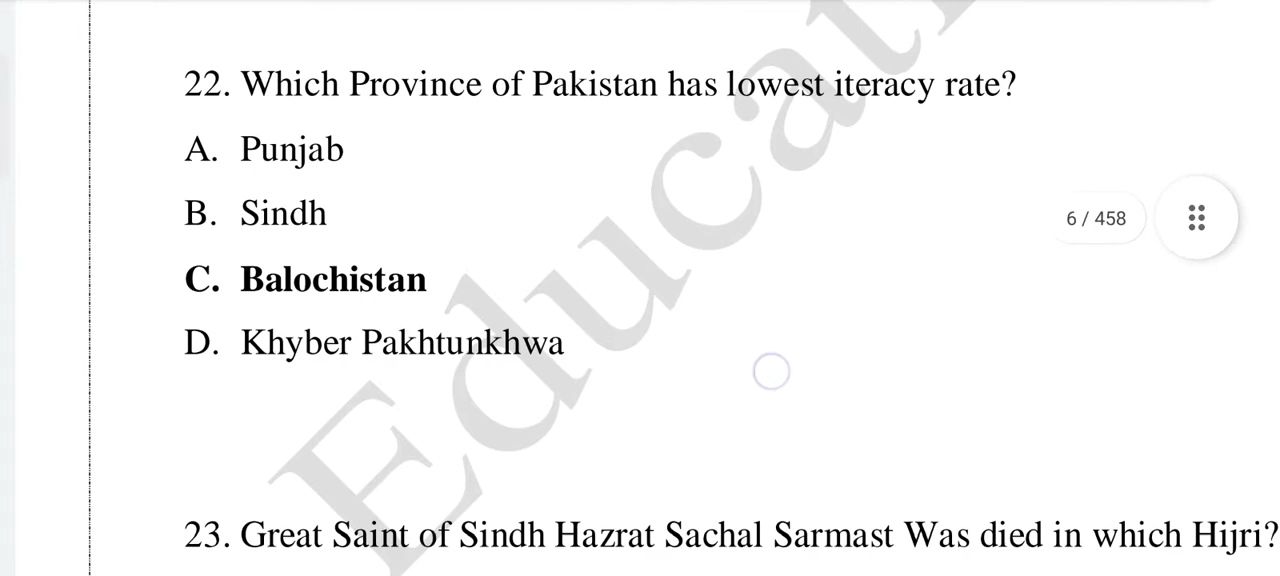 22. Which Province of Pakistan has lowest iteracy rate?
A. Punjab
B. Sindh
6 / 458
C. Balochistan
D. Khyber Pakhtunkhwa
23. Great Saint of Sindh Hazrat Sachal Sarmast Was died in which Hijri?